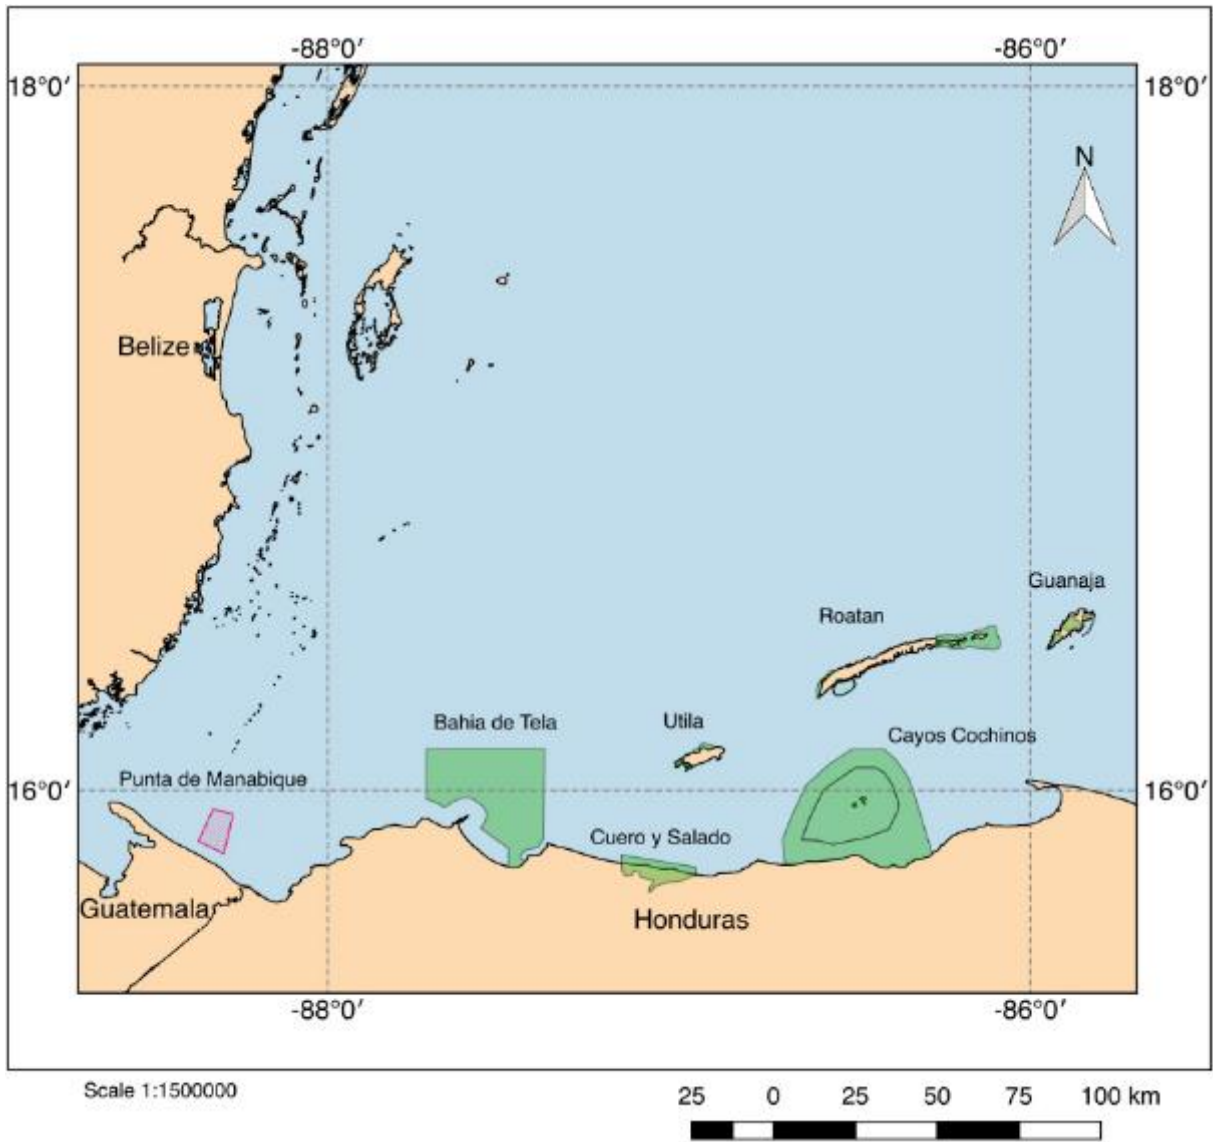 -88°0′ -86°0′
18°0′ 18°0′
N
Belize
Guanaja
Roatan
Bahia de Tela Utila
Cayos Cochinos
Punta de Manabique
16°0′ 16°0′
Cuero y Salado
Guatemala
Honduras
-88°0′ -86°0′
Scale 1:1500000
25 0 25 50 75 100 km